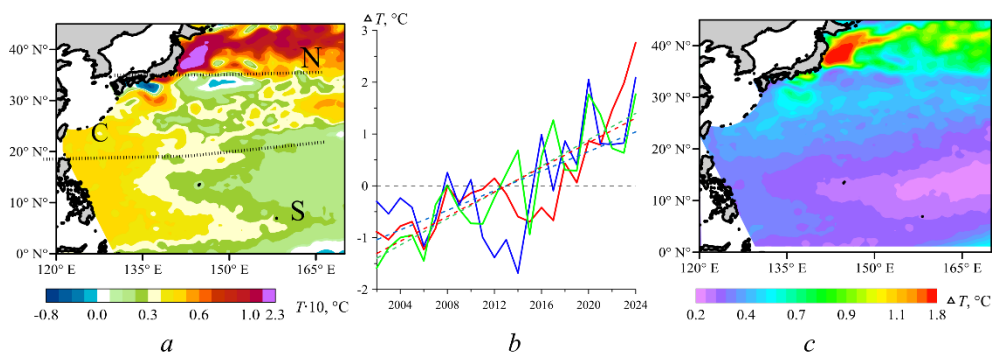 40° N
30° N
20° N
10° N
0° N
120° E
135° E
150° E
165° E
N
C
S
-0.8
0.0
0.3
0.6
1.0
2.3
T·10, °C
a
Δ T, °C
3
2
1
0
-1
-2
2004
2008
2012
2016
2020
2024
b
40° N
30° N
20° N
10° N
0° N
120° E
135° E
150° E
165° E
0.2
0.4
0.7
0.9
1.1
1.8
Δ T, °C
c